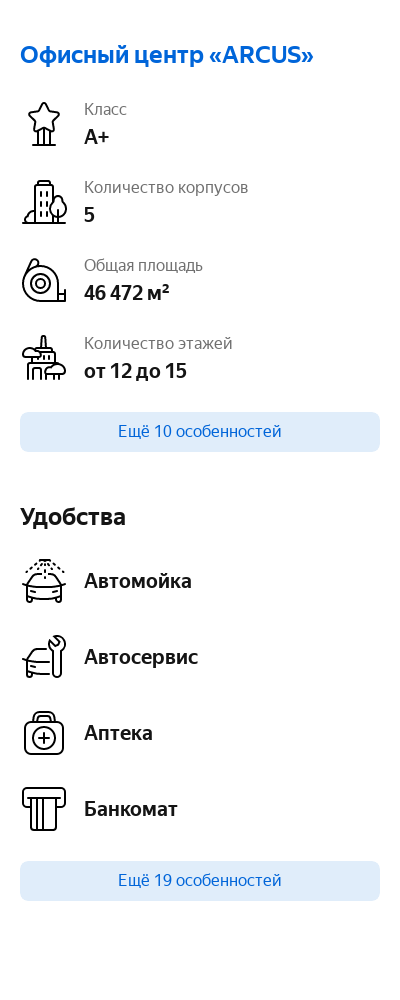 Офисный центр «ARCUS»
Класс
A+
Количество корпусов
5
Общая площадь
46 472 м²
Количество этажей
от 12 до 15
Ещё 10 особенностей
Удобства
Автомойка
Автосервис
Аптека
Банкомат
Ещё 19 особенностей